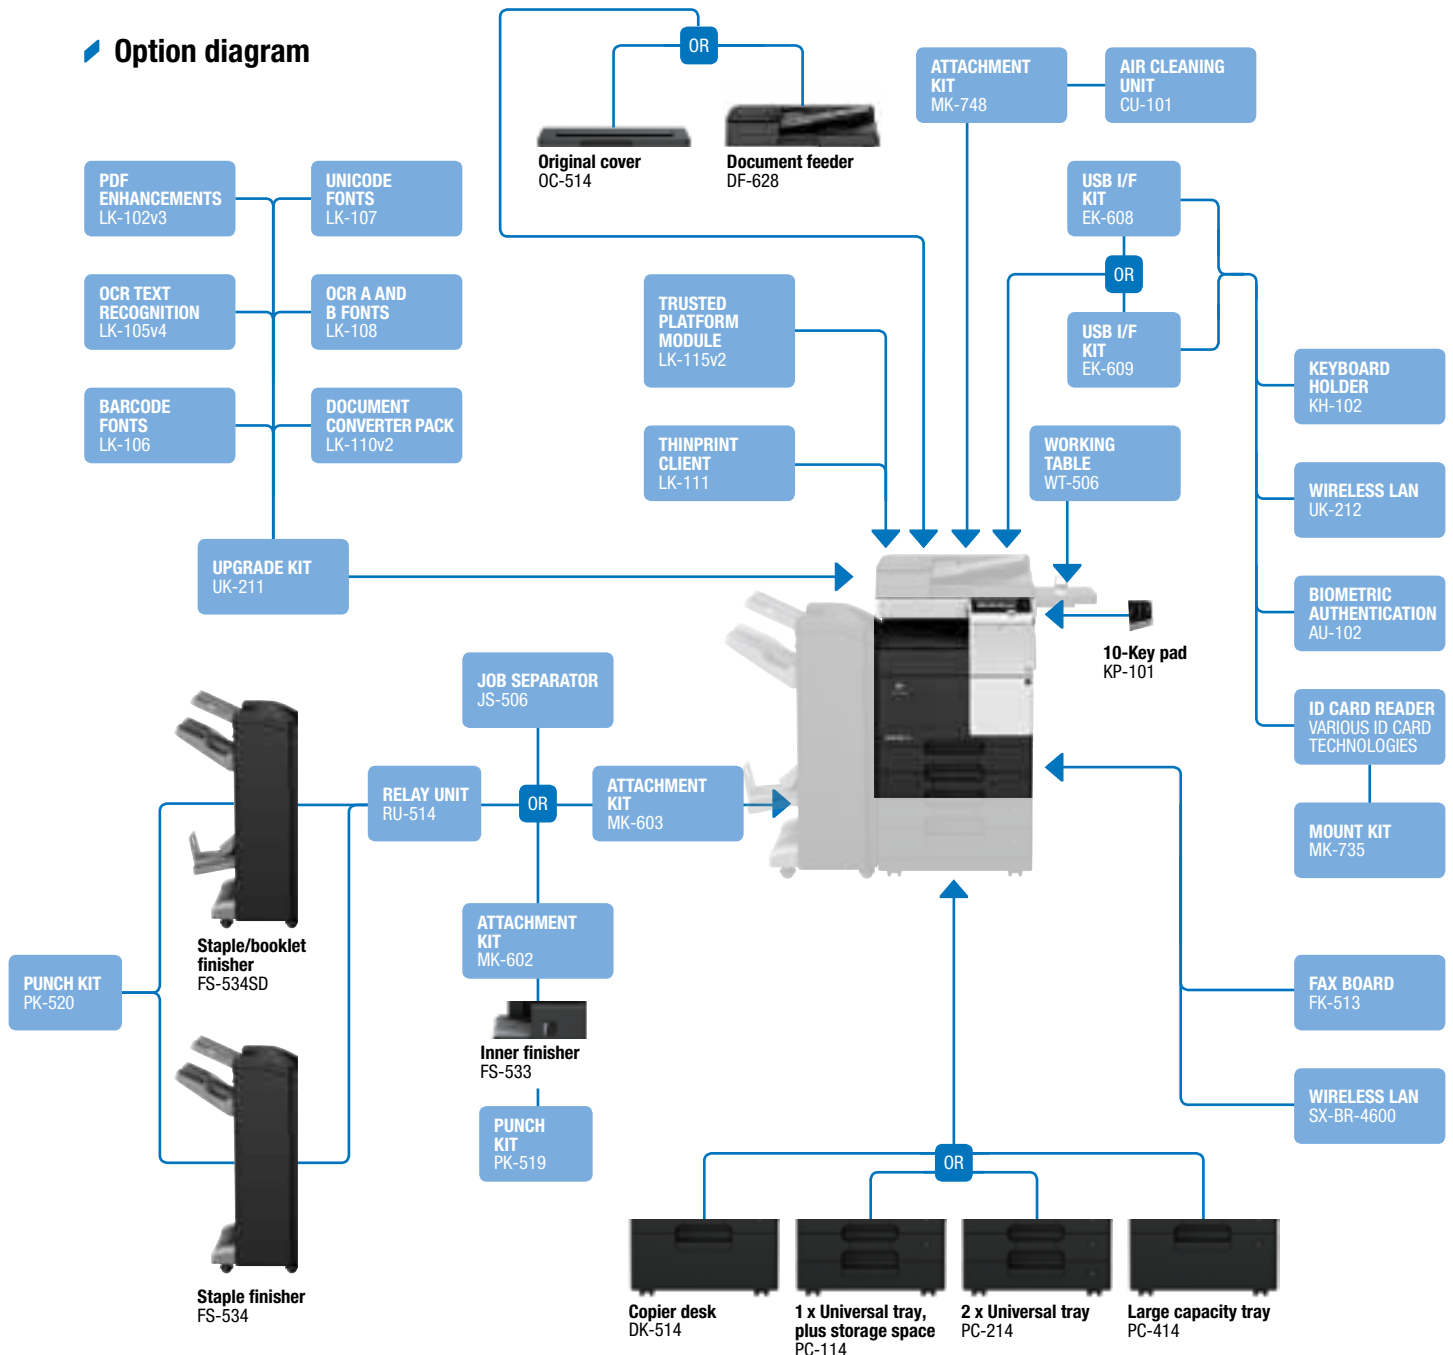 Option diagram
OR
Original cover
OC-514
Document feeder
DF-628
ATTACHMENT
KIT
MK-748
AIR CLEANING
UNIT
CU-101
PDF
ENHANCEMENTS
LK-102v3
UNICODE
FONTS
LK-107
OCR TEXT
RECOGNITION
LK-105v4
OCR A AND
B FONTS
LK-108
BARCODE
FONTS
LK-106
DOCUMENT
CONVERTER PACK
LK-110v2
UPGRADE KIT
UK-211
TRUSTED
PLATFORM
MODULE
LK-115v2
THINPRINT
CLIENT
LK-111
USB I/F
KIT
EK-608
OR
USB I/F
KIT
EK-609
WORKING
TABLE
WT-506
KEYBOARD
HOLDER
KH-102
WIRELESS LAN
UK-212
BIOMETRIC
AUTHENTICATION
AU-102
ID CARD READER
VARIOUS ID CARD
TECHNOLOGIES
MOUNT KIT
MK-735
10-Key pad
KP-101
JOB SEPARATOR
JS-506
RELAY UNIT
RU-514
OR
ATTACHMENT
KIT
MK-603
ATTACHMENT
KIT
MK-602
Inner finisher
FS-533
PUNCH
KIT
PK-519
Staple/booklet
finisher
FS-534SD
PUNCH KIT
PK-520
Staple finisher
FS-534
FAX BOARD
FK-513
WIRELESS LAN
SX-BR-4600
OR
Copier desk
DK-514
1 x Universal tray,
plus storage space
PC-114
2 x Universal tray
PC-214
Large capacity tray
PC-414